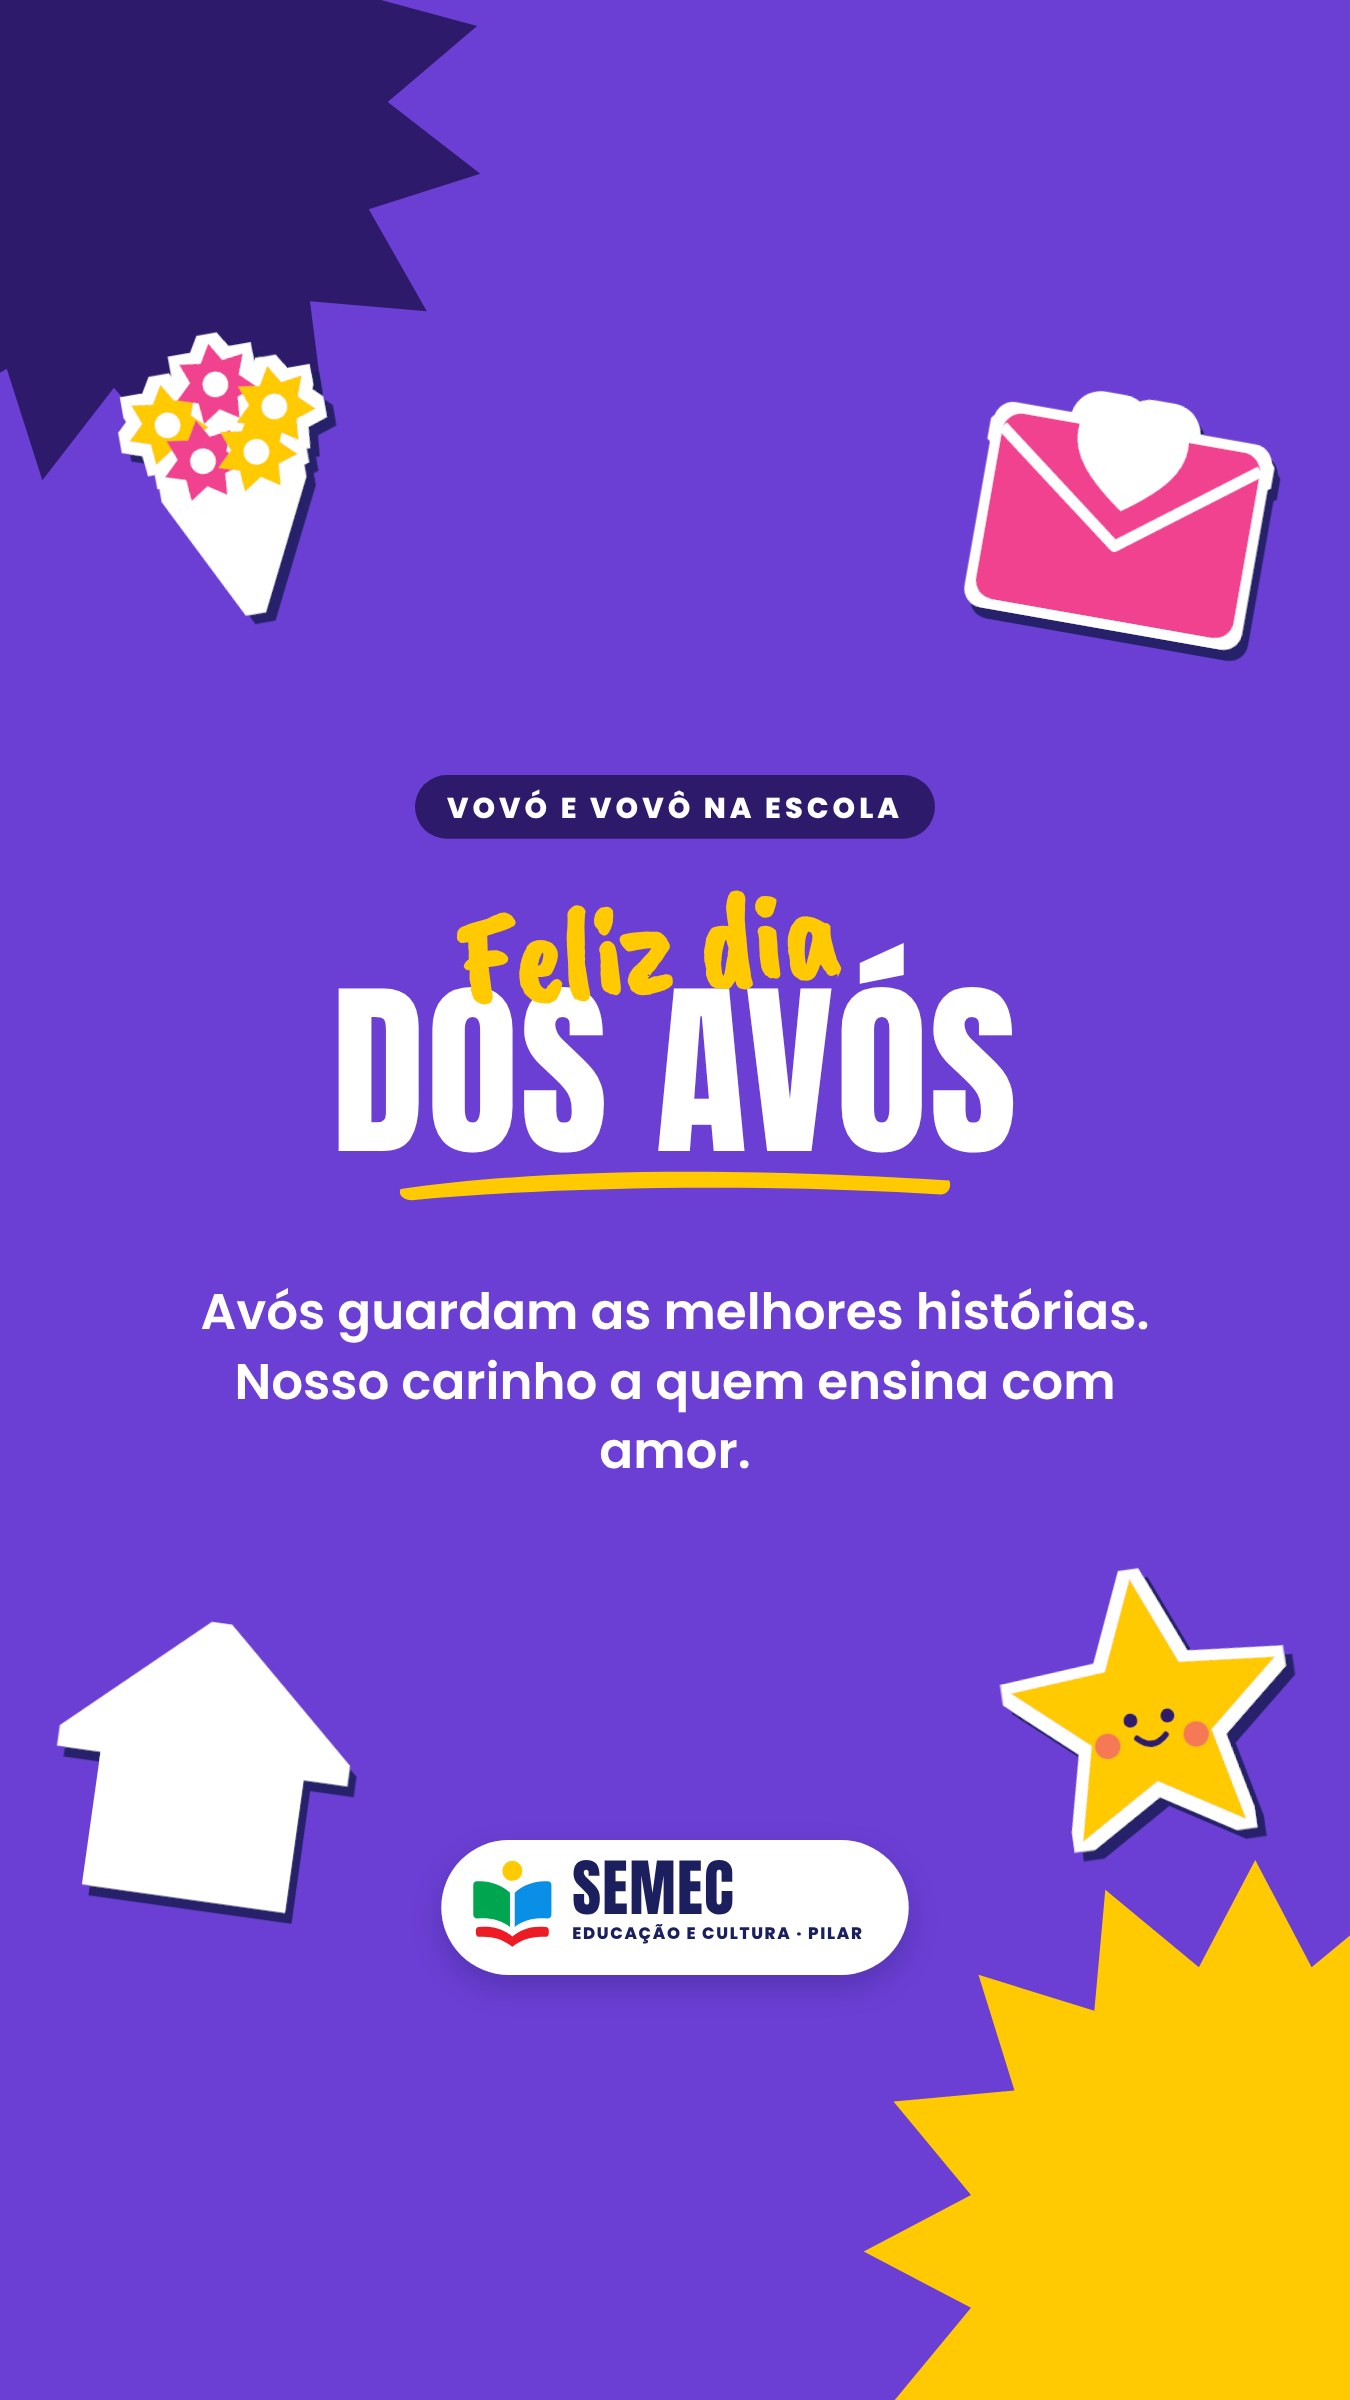 VOVÓ E VOVÔ NA ESCOLA
Feliz dia
DOS AVÓS
Avós guardam as melhores histórias.
Nosso carinho a quem ensina com
amor.
SEMEC
EDUCAÇÃO E CULTURA · PILAR